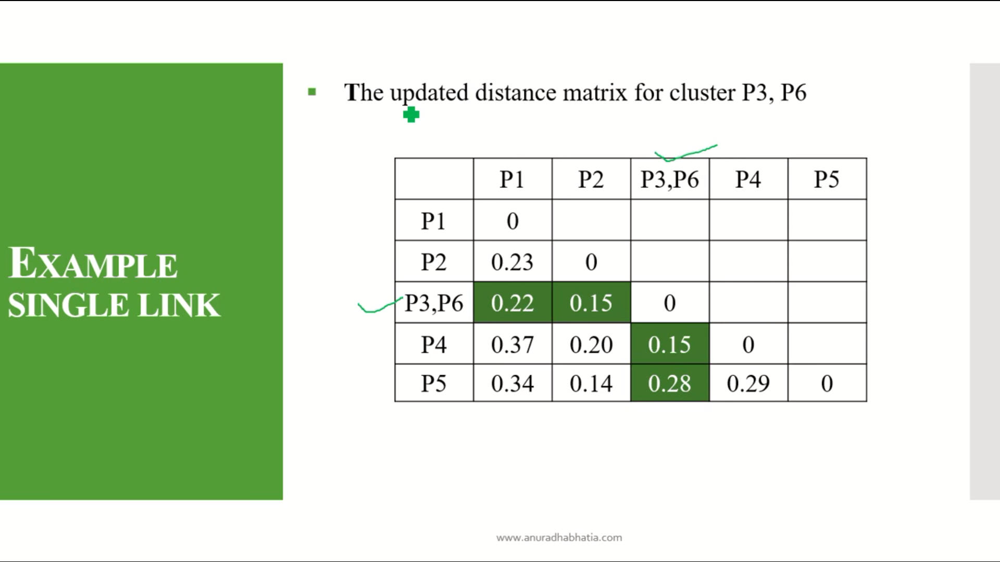 The updated distance matrix for cluster P3, P6
EXAMPLE
SINGLE LINK
P1 P2 P3,P6 P4 P5
P1 0
P2 0.23 0
P3,P6 0.22 0.15 0
P4 0.37 0.20 0.15 0
P5 0.34 0.14 0.28 0.29 0
www.anuradhabhatia.com